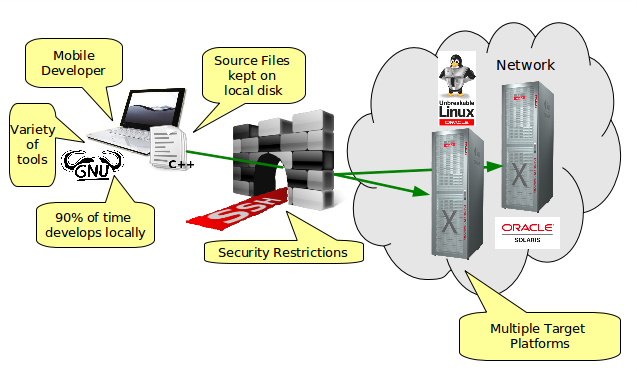 Mobile
Developer
Source Files
kept on
local disk
Network
Unbreakable
Linux
ORACLE
Variety
of
tools
GNU
C++
X
X
SSH
90% of time
develops locally
Security Restrictions
ORACLE
SOLARIS
Multiple Target
Platforms